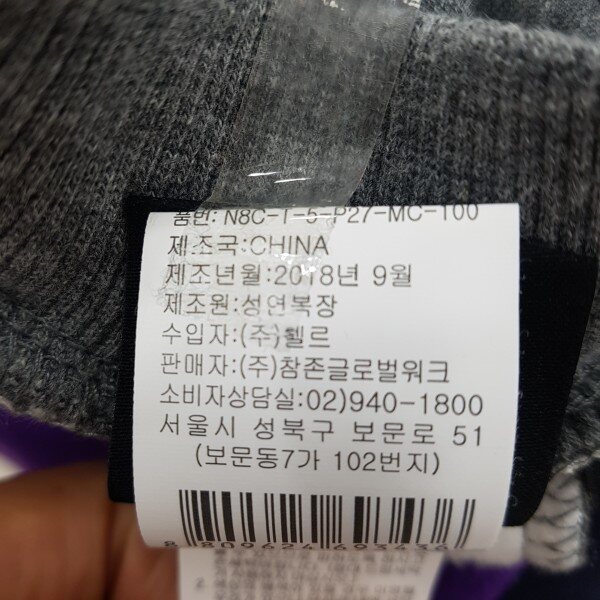 품번: N8C-T-5-P27-MC-100
제조국:CHINA
제조년월:2018년 9월
제조원:성연복장
수입자:(주)헬르
판매자:(주)참존글로벌워크
소비자상담실:02)940-1800
서울시 성북구 보문로 51
(보문동7가 102번지)
8 809624 693436